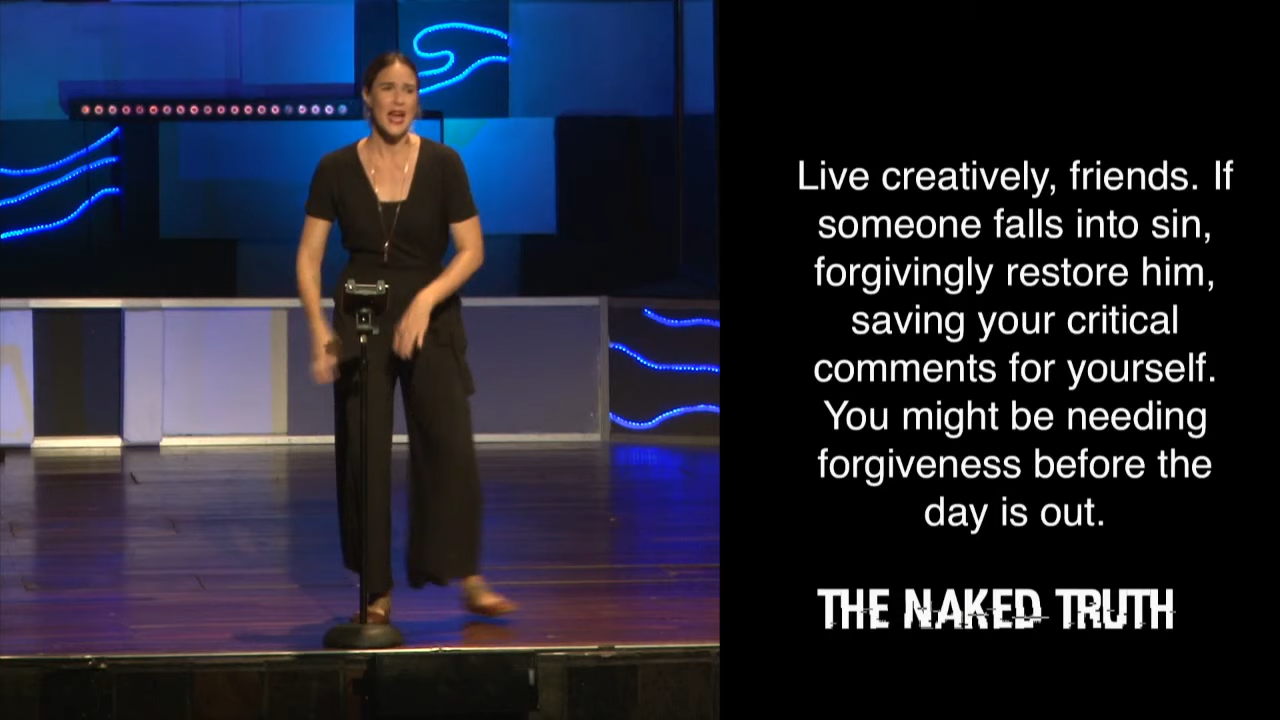 Live creatively, friends. If
someone falls into sin,
forgivingly restore him,
saving your critical
comments for yourself.
You might be needing
forgiveness before the
day is out.
THE NAKED TRUTH